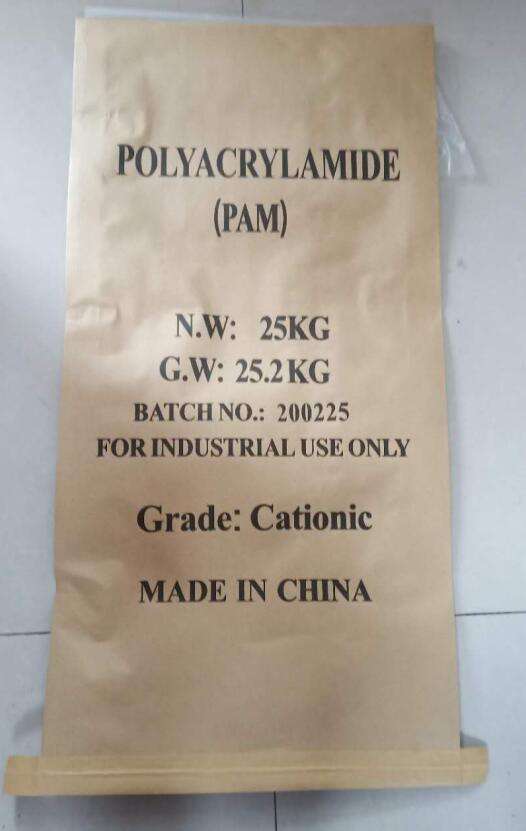 POLYACRYLAMIDE
(PAM)
N.W: 25KG
G.W: 25.2KG
BATCH NO.: 200225
FOR INDUSTRIAL USE ONLY
Grade: Cationic
MADE IN CHINA